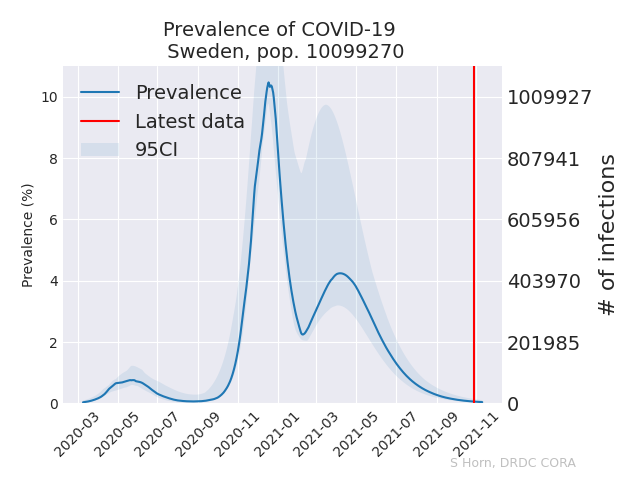 Prevalence of COVID-19
Sweden, pop. 10099270
Prevalence
Latest data
95CI
Prevalence (%)
10
8
6
4
2
0
1009927
807941
605956
403970
201985
0
# of infections
2020-03
2020-05
2020-07
2020-09
2020-11
2021-01
2021-03
2021-05
2021-07
2021-09
2021-11
S Horn, DRDC CORA